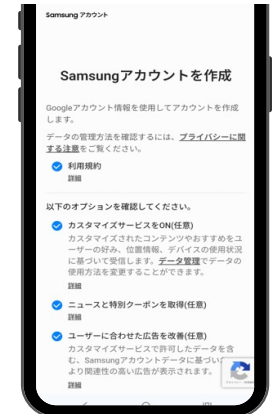 Samsung アカウント
Samsungアカウントを作成
Googleアカウント情報を使用してアカウントを作成
します。
データの管理方法を確認するには、プライバシーに関
する注意をご覧ください。
利用規約
詳細
以下のオプションを確認してください。
カスタマイズサービスをON(任意)
カスタマイズされたコンテンツやおすすめをユ
ーザーの好み、位置情報、デバイスの使用状況
に基づいて受信します。データ管理でデータの
使用方法を変更することができます。
詳細
ニュースと特別クーポンを取得(任意)
詳細
ユーザーに合わせた広告を改善(任意)
カスタマイズサービスで許可したデータを含
む、Samsungアカウントデータに基づい
より関連性の高い広告が表示されます。
詳細